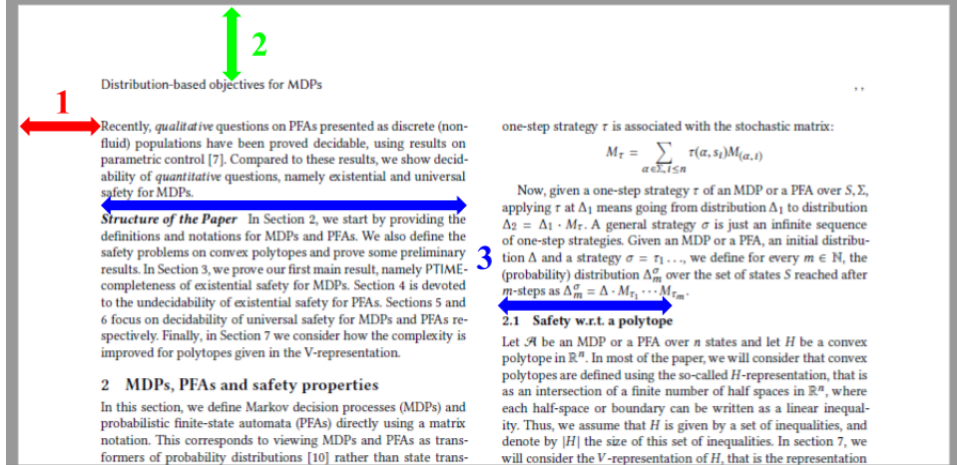 2
Distribution-based objectives for MDPs
, ,
1
Recently, qualitative questions on PFAs presented as discrete (non-
fluid) populations have been proved decidable, using results on
parametric control [7]. Compared to these results, we show decid-
ability of quantitative questions, namely existential and universal
safety for MDPs.
Structure of the Paper In Section 2, we start by providing the
definitions and notations for MDPs and PFAs. We also define the
safety problems on convex polytopes and prove some preliminary
results. In Section 3, we prove our first main result, namely PTIME-
completeness of existential safety for MDPs. Section 4 is devoted
to the undecidability of existential safety for PFAs. Sections 5 and
6 focus on decidability of universal safety for MDPs and PFAs re-
spectively. Finally, in Section 7 we consider how the complexity is
improved for polytopes given in the V-representation.
2 MDPs, PFAs and safety properties
In this section, we define Markov decision processes (MDPs) and
probabilistic finite-state automata (PFAs) directly using a matrix
notation. This corresponds to viewing MDPs and PFAs as trans-
formers of probability distributions [10] rather than state trans-
3
one-step strategy τ is associated with the stochastic matrix:
M_τ = ∑_{α∈Σ, i≤n} τ(α, s_i)M_{(α,i)}
Now, given a one-step strategy τ of an MDP or a PFA over S, Σ,
applying τ at Δ₁ means going from distribution Δ₁ to distribution
Δ₂ = Δ₁ · M_τ. A general strategy σ is just an infinite sequence
of one-step strategies. Given an MDP or a PFA, an initial distribu-
tion Δ and a strategy σ = τ₁ . . ., we define for every m ∈ ℕ, the
(probability) distribution Δ_m^σ over the set of states S reached after
m-steps as Δ_m^σ = Δ · M_{τ₁} · · · M_{τ_m}.
2.1 Safety w.r.t. a polytope
Let 𝒜 be an MDP or a PFA over n states and let H be a convex
polytope in ℝⁿ. In most of the paper, we will consider that convex
polytopes are defined using the so-called H-representation, that is
as an intersection of a finite number of half spaces in ℝⁿ, where
each half-space or boundary can be written as a linear inequal-
ity. Thus, we assume that H is given by a set of inequalities, and
denote by |H| the size of this set of inequalities. In section 7, we
will consider the V-representation of H, that is the representation